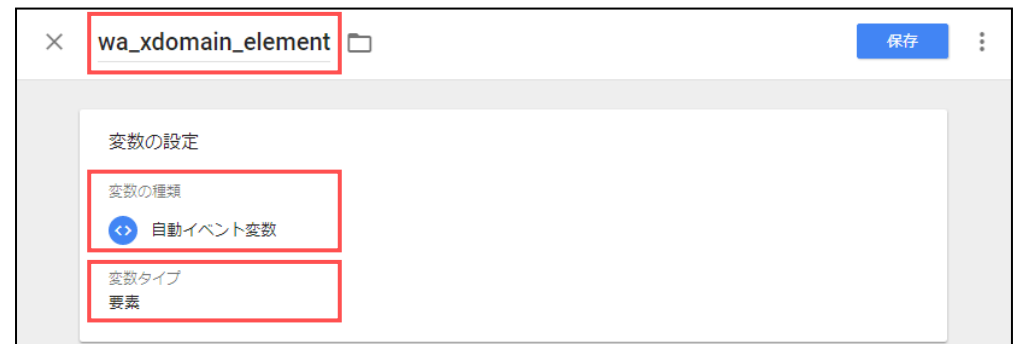 wa_xdomain_element
保存
変数の設定
変数の種類
自動イベント変数
変数タイプ
要素